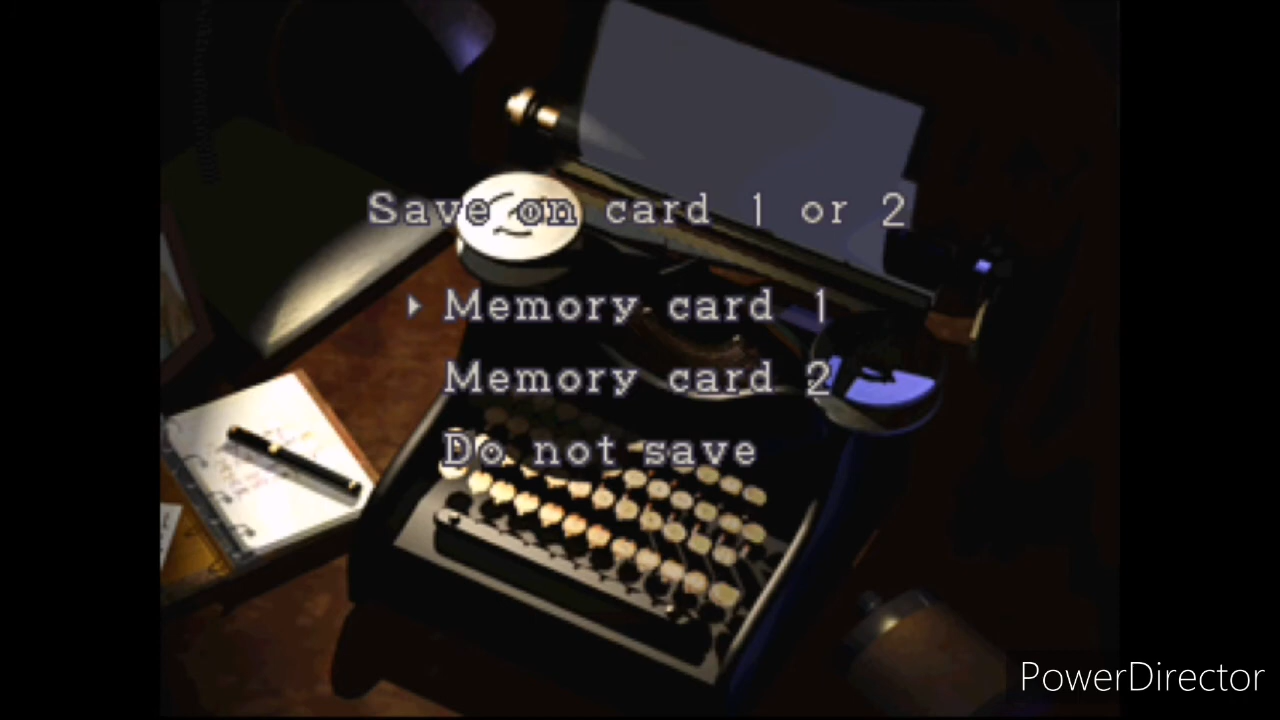 Save on card 1 or 2
Memory card 1
Memory card 2
Do not save
PowerDirector